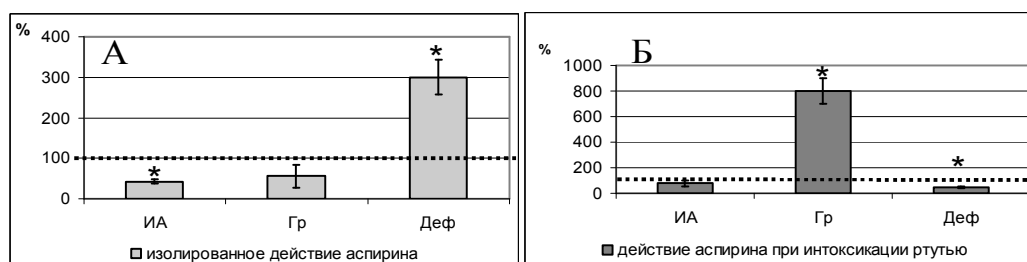 %
А
400
300
200
100
0
*
*
ИА
Гр
Деф
изолированное действие аспирина
%
Б
1000
800
600
400
200
0
*
*
ИА
Гр
Деф
действие аспирина при интоксикации ртутью